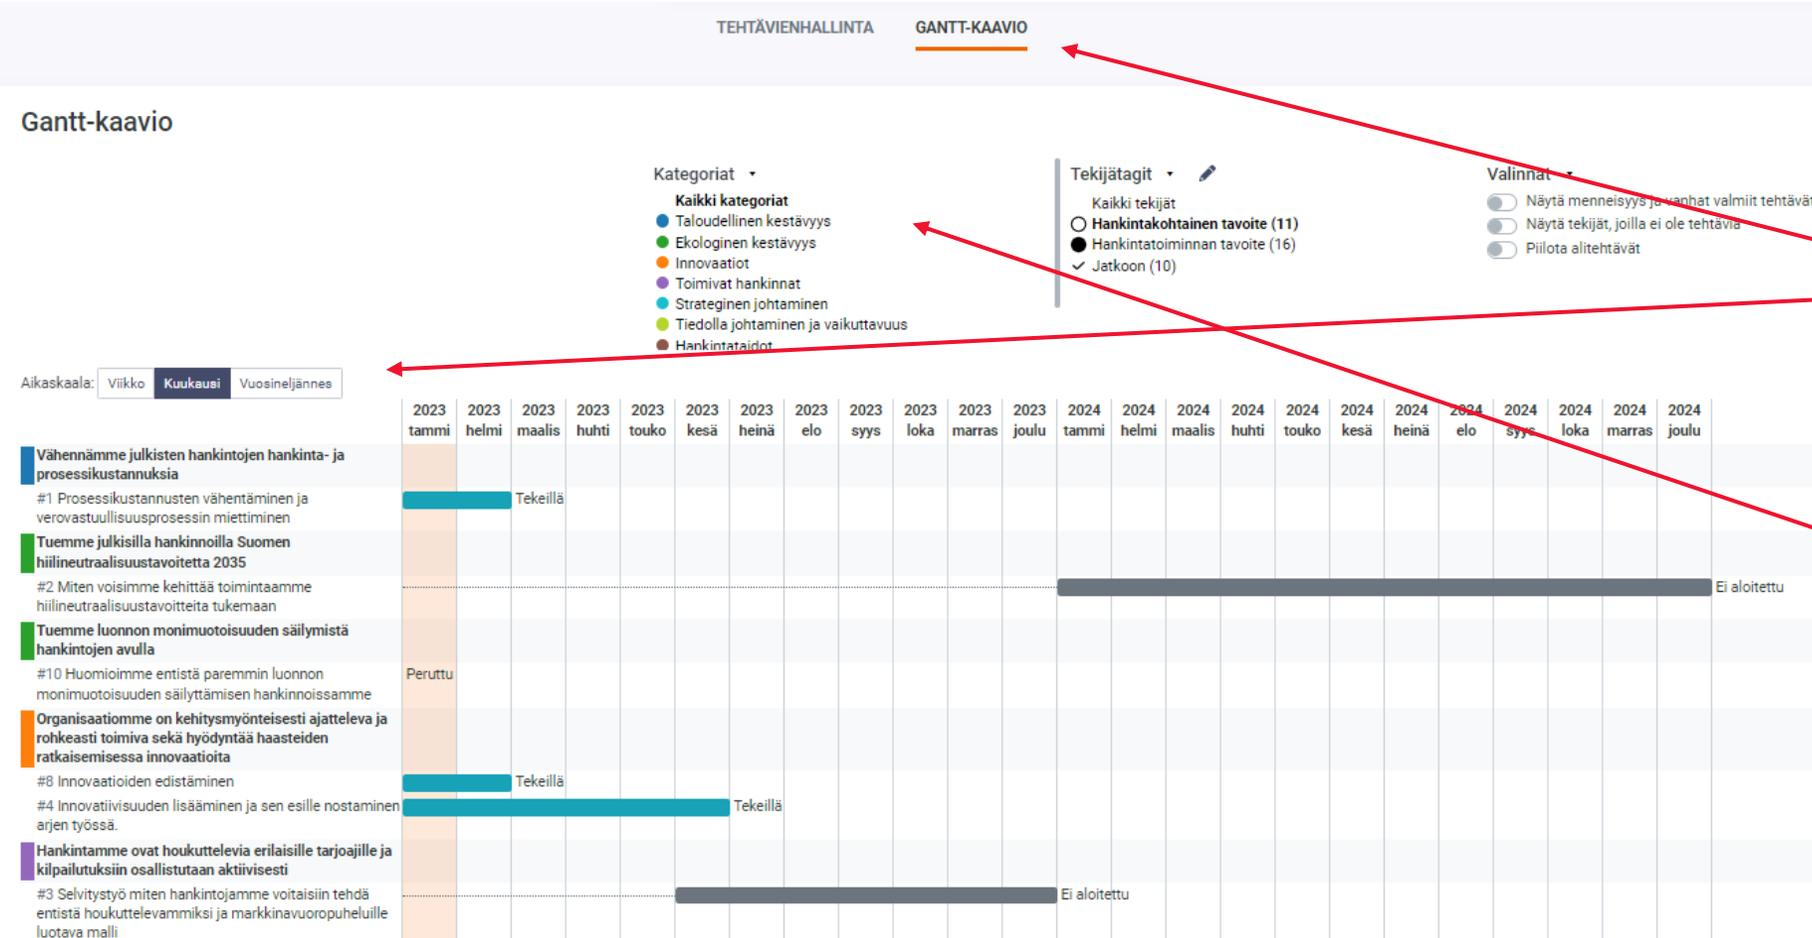 TEHTÄVIENHALLINTA GANTT-KAAVIO
Gantt-kaavio
Kategoriat
Kaikki kategoriat
Taloudellinen kestävyys
Ekologinen kestävyys
Innovaatiot
Toimivat hankinnat
Strateginen johtaminen
Tiedolla johtaminen ja vaikuttavuus
Hankintataidot
Tekijätagit
Kaikki tekijät
Hankintakohtainen tavoite (11)
Hankintatoiminnan tavoite (16)
Jatkoon (10)
Valinnat
Näytä menneisyys ja vanhat valmiit tehtävät
Näytä tekijät, joilla ei ole tehtäviä
Piilota alitehtävät
Aikaskaala: Viikko Kuukausi Vuosineljännes
2023 2023 2023 2023 2023 2023 2023 2023 2023 2023 2023 2023 2024 2024 2024 2024 2024 2024 2024 2024 2024 2024 2024 2024
tammi helmi maalis huhti touko kesä heinä elo syys loka marras joulu tammi helmi maalis huhti touko kesä heinä elo syys loka marras joulu
Vähennämme julkisten hankintojen hankinta- ja
prosessikustannuksia
#1 Prosessikustannusten vähentäminen ja
verovastuullisuusprosessin miettiminen
Tekeillä
Tuemme julkisilla hankinnoilla Suomen
hiilineutraalisuustavoitetta 2035
#2 Miten voisimme kehittää toimintaamme
hiilineutraalisuustavoitteita tukemaan
Ei aloitettu
Tuemme luonnon monimuotoisuuden säilymistä
hankintojen avulla
#10 Huomioimme entistä paremmin luonnon
monimuotoisuuden säilyttämisen hankinnoissamme
Peruttu
Organisaatiomme on kehitysmyönteisesti ajatteleva ja
rohkeasti toimiva sekä hyödyntää haasteiden
ratkaisemisessa innovaatioita
#8 Innovaatioiden edistäminen
Tekeillä
#4 Innovatiivisuuden lisääminen ja sen esille nostaminen
arjen työssä.
Tekeillä
Hankintamme ovat houkuttelevia erilaisille tarjoajille ja
kilpailutuksiin osallistutaan aktiivisesti
#3 Selvitystyö miten hankintojamme voitaisiin tehdä
entistä houkuttelevammiksi ja markkinavuoropuheluille
luotava malli
Ei aloitettu